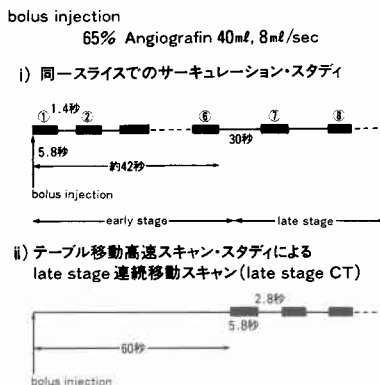 bolus injection
65% Angiografin 40mℓ, 8mℓ/sec
i) 同一スライスでのサーキュレーション・スタディ
1.4秒
① ② ⑥ ⑦ ⑧
5.8秒
30秒
約42秒
bolus injection
early stage late stage
ii) テーブル移動高速スキャン・スタディによる
late stage 連続移動スキャン(late stage CT)
2.8秒
5.8秒
60秒
bolus injection